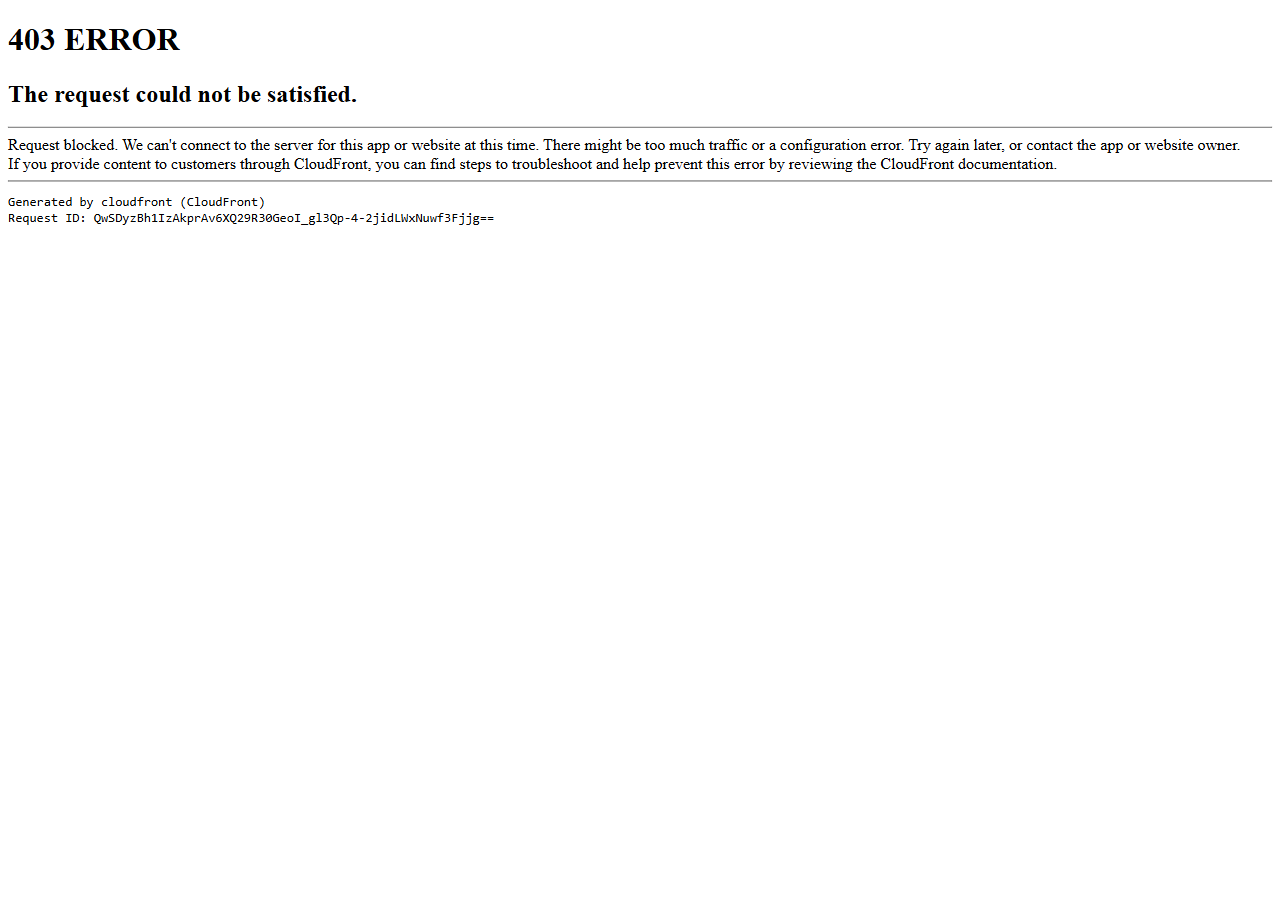 403 ERROR
The request could not be satisfied.
Request blocked. We can't connect to the server for this app or website at this time. There might be too much traffic or a configuration error. Try again later, or contact the app or website owner.
If you provide content to customers through CloudFront, you can find steps to troubleshoot and help prevent this error by reviewing the CloudFront documentation.
Generated by cloudfront (CloudFront)
Request ID: QwSDyzBh1IzAkprAv6XQ29R30GeoI_gl3Qp-4-2jidLWxNuwf3Fjjg==